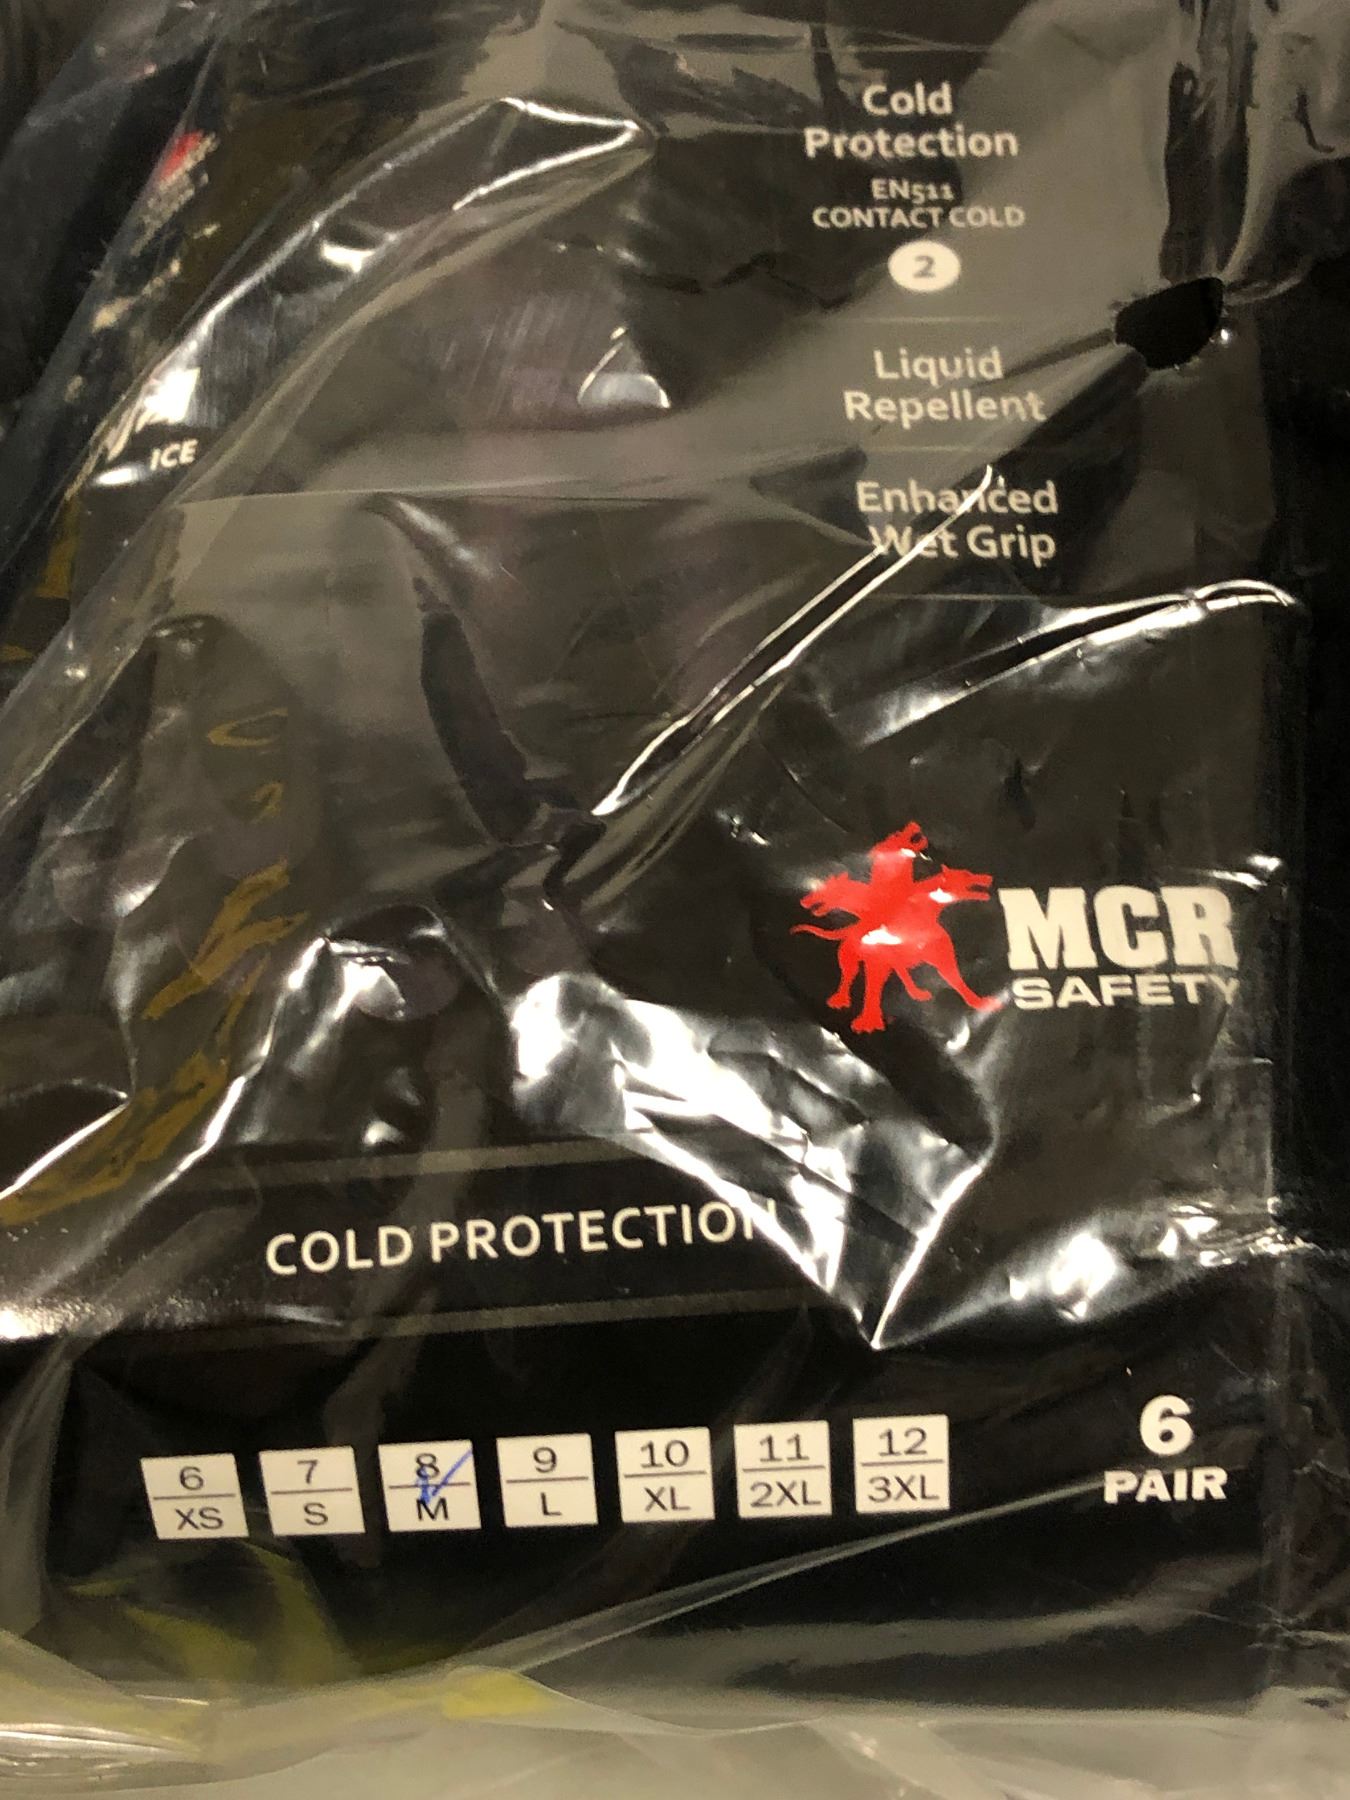 Cold
Protection
EN511
CONTACT COLD
2
Liquid
Repellent
ICE
Enhanced
Wet Grip
MCR
SAFETY
COLD PROTECTION
6 7 8 9 10 11 12
XS S M L XL 2XL 3XL
6
PAIR